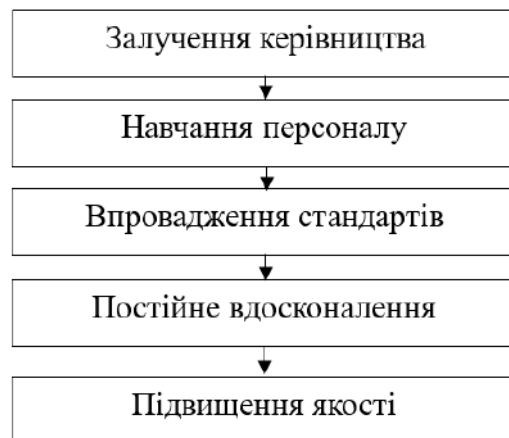 Залучення керівництва
Навчання персоналу
Впровадження стандартів
Постійне вдосконалення
Підвищення якості